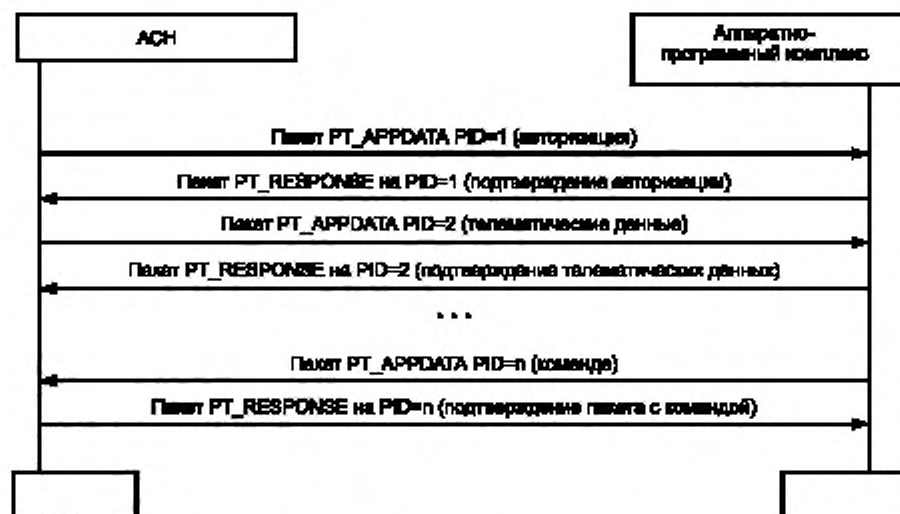 АСН
Аппаратно-
програмный комплекс
Пакет PT_APPDATA PID=1 (авторизация)
Пакет PT_RESPONSE на PID=1 (подтверждение авторизации)
Пакет PT_APPDATA PID=2 (телематические данные)
Пакет PT_RESPONSE на PID=2 (подтверждение телематических данных)
. . .
Пакет PT_APPDATA PID=n (команда)
Пакет PT_RESPONSE на PID=n (подтверждение пакета с командой)